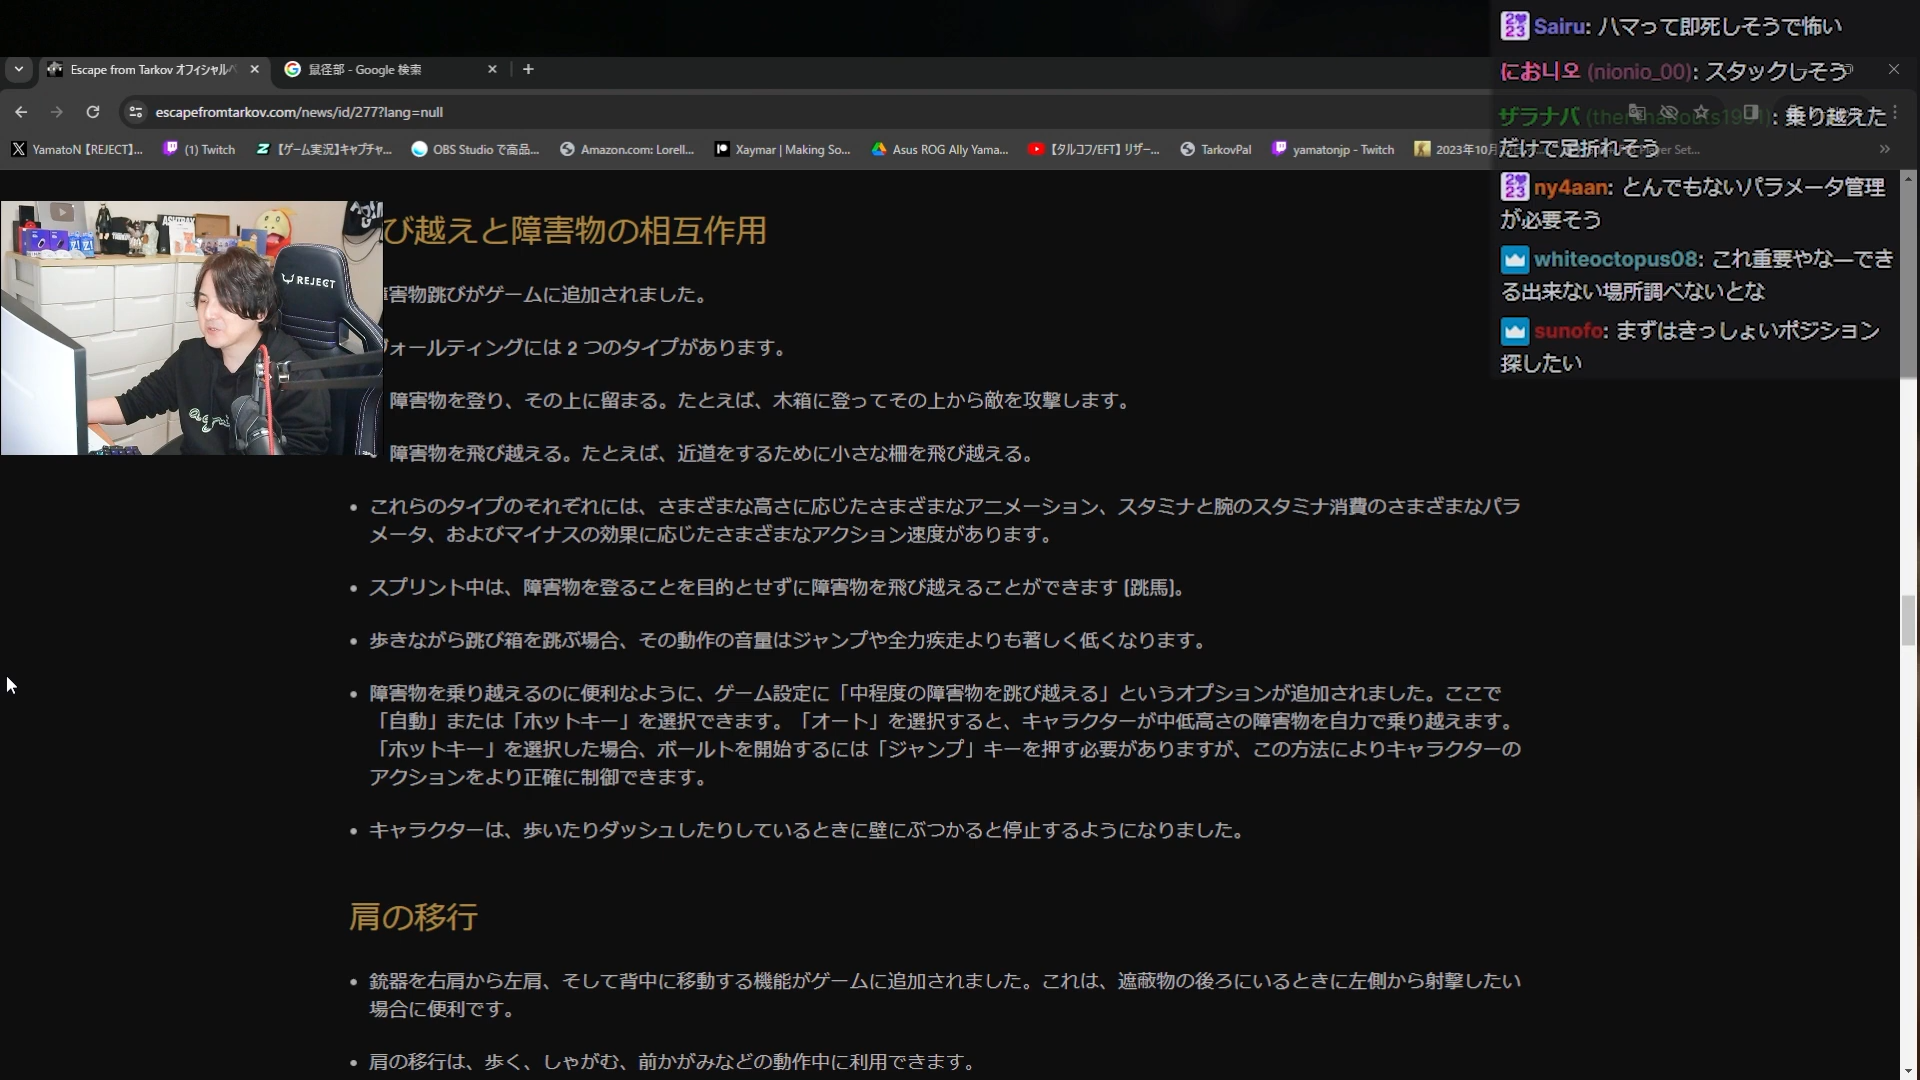 Sairu: ハマって即死しそうで怖い
にお니오 (nionio_00): スタックしそう
ザラナバ (therunabouts1991): 乗り越えた
だけで足折れそう
ny4aan: とんでもないパラメータ管理
が必要そう
whiteoctopus08: これ重要やなーでき
る出来ない場所調べないとな
sunofo: まずはきっしょいポジション
探したい
Escape from Tarkov オフィシャルペ
鼠径部 - Google 検索
escapefromtarkov.com/news/id/277?lang=null
YamatoN【REJECT】...
(1) Twitch
【ゲーム実況】キャプチャ...
OBS Studio で高品...
Amazon.com: Lorell...
Xaymar | Making So...
Asus ROG Ally Yama...
【タルコフ/EFT】リザー...
TarkovPal
yamatonjp - Twitch
2023年10月
Player Set...
ASHTRAY
REJECT
び越えと障害物の相互作用
害物跳びがゲームに追加されました。
ォールティングには 2 つのタイプがあります。
障害物を登り、その上に留まる。たとえば、木箱に登ってその上から敵を攻撃します。
障害物を飛び越える。たとえば、近道をするために小さな柵を飛び越える。
• これらのタイプのそれぞれには、さまざまな高さに応じたさまざまなアニメーション、スタミナと腕のスタミナ消費のさまざまなパラ
メータ、およびマイナスの効果に応じたさまざまなアクション速度があります。
• スプリント中は、障害物を登ることを目的とせずに障害物を飛び越えることができます [跳馬]。
• 歩きながら跳び箱を跳ぶ場合、その動作の音量はジャンプや全力疾走よりも著しく低くなります。
• 障害物を乗り越えるのに便利なように、ゲーム設定に「中程度の障害物を跳び越える」というオプションが追加されました。ここで
「自動」または「ホットキー」を選択できます。「オート」を選択すると、キャラクターが中低高さの障害物を自力で乗り越えます。
「ホットキー」を選択した場合、ボールトを開始するには「ジャンプ」キーを押す必要がありますが、この方法によりキャラクターの
アクションをより正確に制御できます。
• キャラクターは、歩いたりダッシュしたりしているときに壁にぶつかると停止するようになりました。
肩の移行
• 銃器を右肩から左肩、そして背中に移動する機能がゲームに追加されました。これは、遮蔽物の後ろにいるときに左側から射撃したい
場合に便利です。
• 肩の移行は、歩く、しゃがむ、前かがみなどの動作中に利用できます。